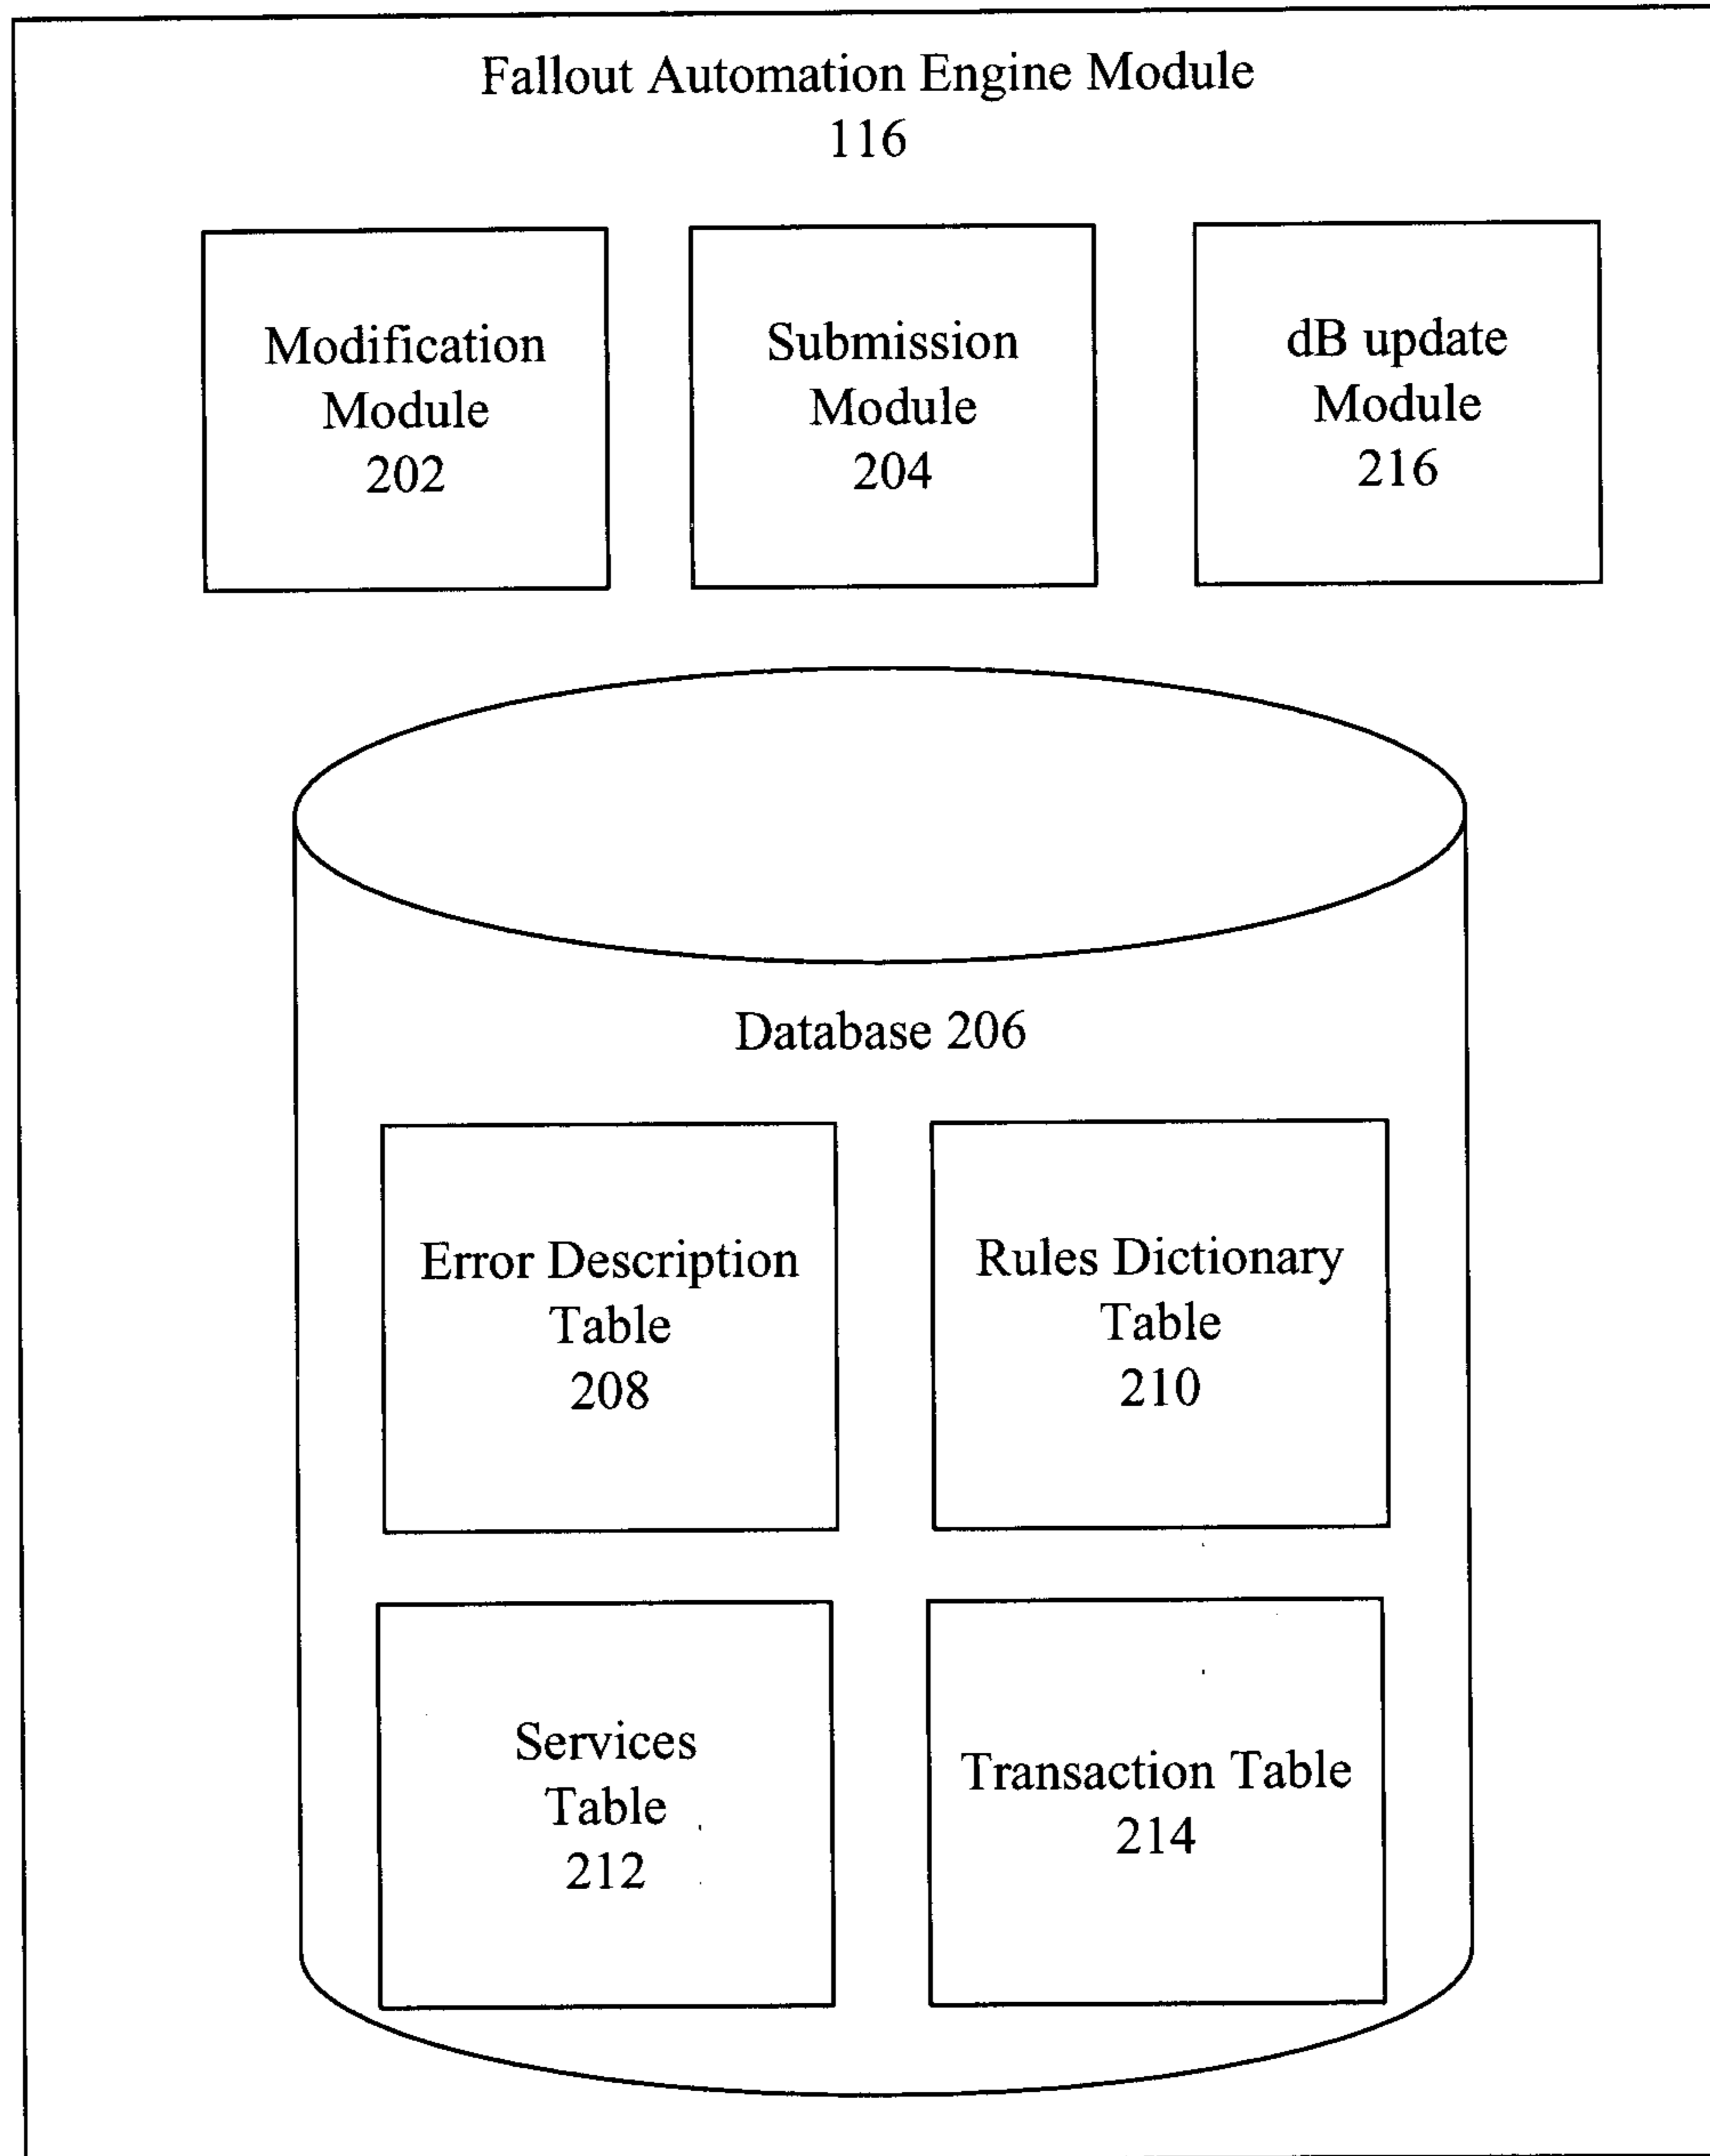 Fallout Automation Engine Module
116
Modification
Module
202
Submission
Module
204
dB update
Module
216
Database 206
Error Description
Table
208
Rules Dictionary
Table
210
Services
Table
212
Transaction Table
214